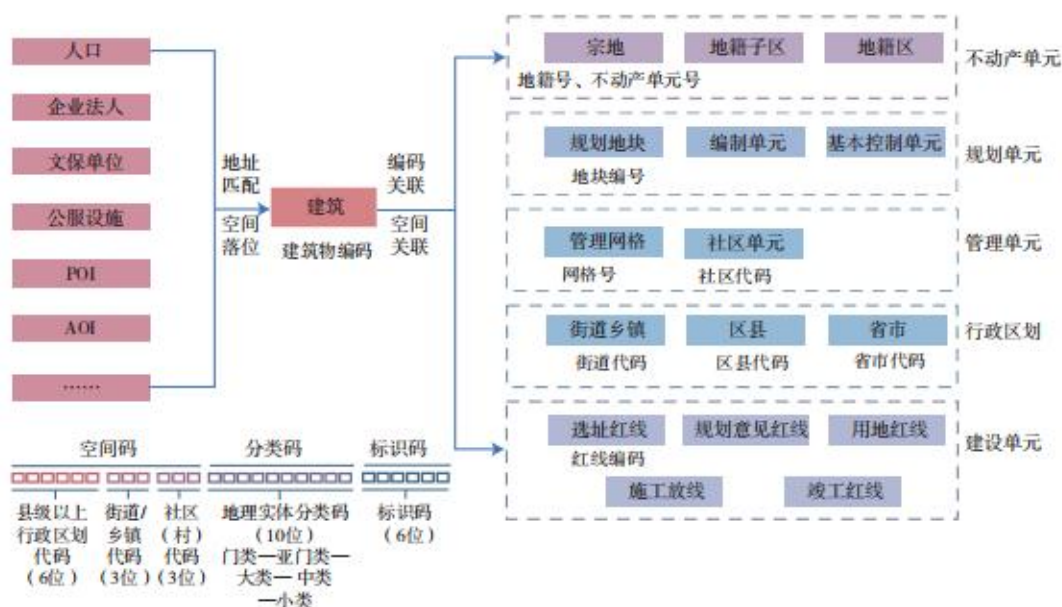 人口
企业法人
文保单位
公服设施
POI
AOI
……
地址
匹配
空间
落位
建筑
建筑物编码
编码
关联
空间
关联
宗地
地籍子区
地籍区
地籍号、不动产单元号
不动产单元
规划地块
编制单元
基本控制单元
地块编号
规划单元
管理网格
社区单元
网格号
社区代码
管理单元
街道乡镇
区县
省市
街道代码
区县代码
省市代码
行政区划
选址红线
规划意见红线
用地红线
红线编码
施工放线
竣工红线
建设单元
空间码
分类码
标识码
县级以上
行政区划
代码
(6位)
街道/
乡镇
代码
(3位)
社区
(村)
代码
(3位)
地理实体分类码
(10位)
门类—亚门类—
大类— 中类
—小类
标识码
(6位)